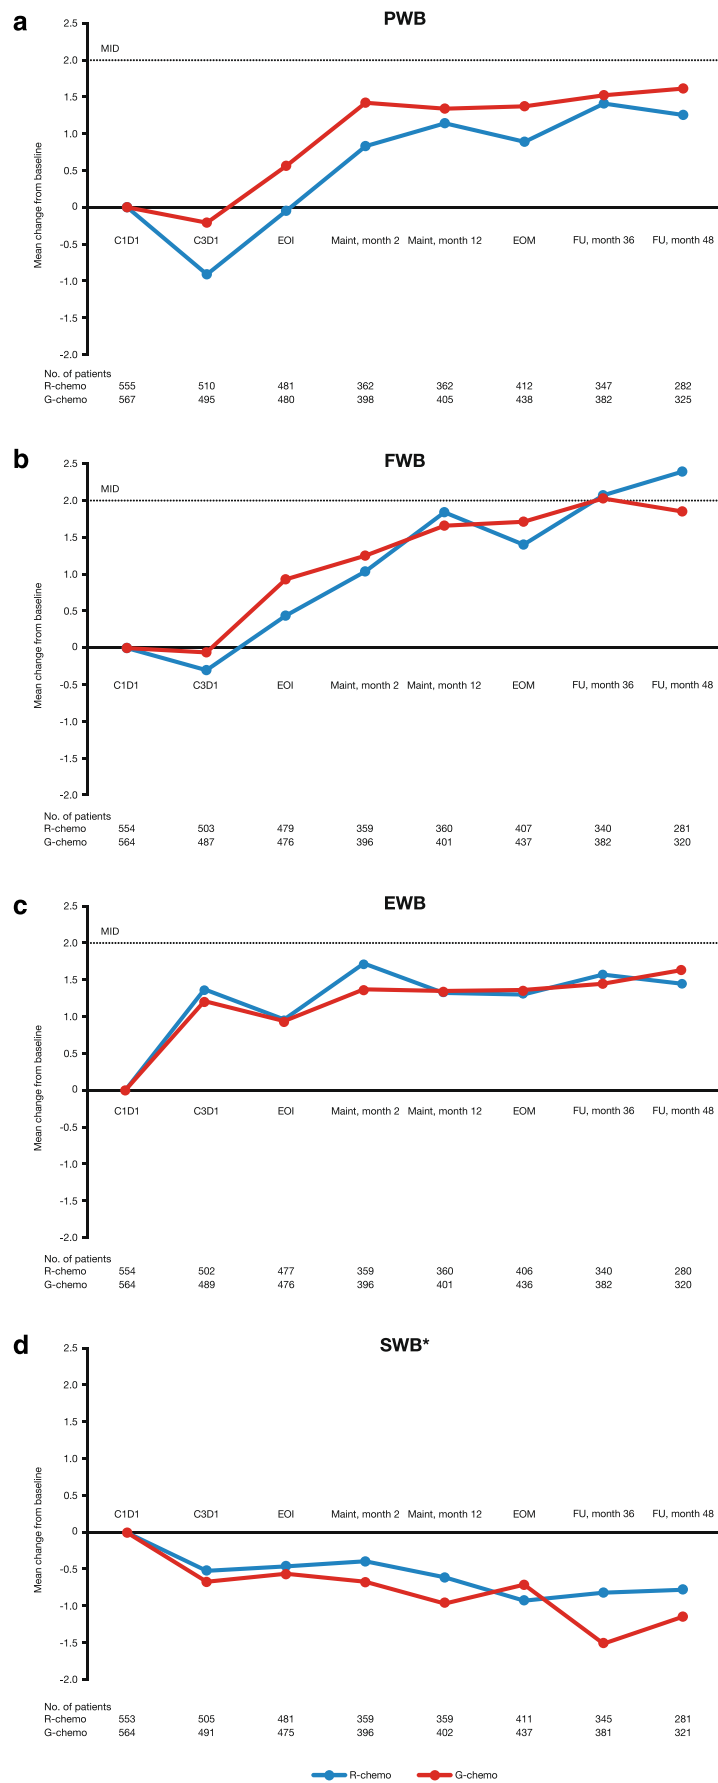 a
PWB
2.5
MID
2.0
1.5
1.0
0.5
0
C1D1 C3D1 EOI Maint, month 2 Maint, month 12 EOM FU, month 36 FU, month 48
-0.5
-1.0
-1.5
-2.0
Mean change from baseline
No. of patients
R-chemo 555 510 481 362 362 412 347 282
G-chemo 567 495 480 398 405 438 382 325
b
FWB
2.5
MID
2.0
1.5
1.0
0.5
0
C1D1 C3D1 EOI Maint, month 2 Maint, month 12 EOM FU, month 36 FU, month 48
-0.5
-1.0
-1.5
-2.0
Mean change from baseline
No. of patients
R-chemo 554 503 479 359 360 407 340 281
G-chemo 564 487 476 396 401 437 382 320
c
EWB
2.5
MID
2.0
1.5
1.0
0.5
0
C1D1 C3D1 EOI Maint, month 2 Maint, month 12 EOM FU, month 36 FU, month 48
-0.5
-1.0
-1.5
-2.0
Mean change from baseline
No. of patients
R-chemo 554 502 477 359 360 406 340 280
G-chemo 564 489 476 396 401 436 382 320
d
SWB*
2.5
2.0
1.5
1.0
0.5
C1D1 C3D1 EOI Maint, month 2 Maint, month 12 EOM FU, month 36 FU, month 48
0
-0.5
-1.0
-1.5
-2.0
Mean change from baseline
No. of patients
R-chemo 553 505 481 359 359 411 345 281
G-chemo 564 491 475 396 402 437 381 321
R-chemo G-chemo